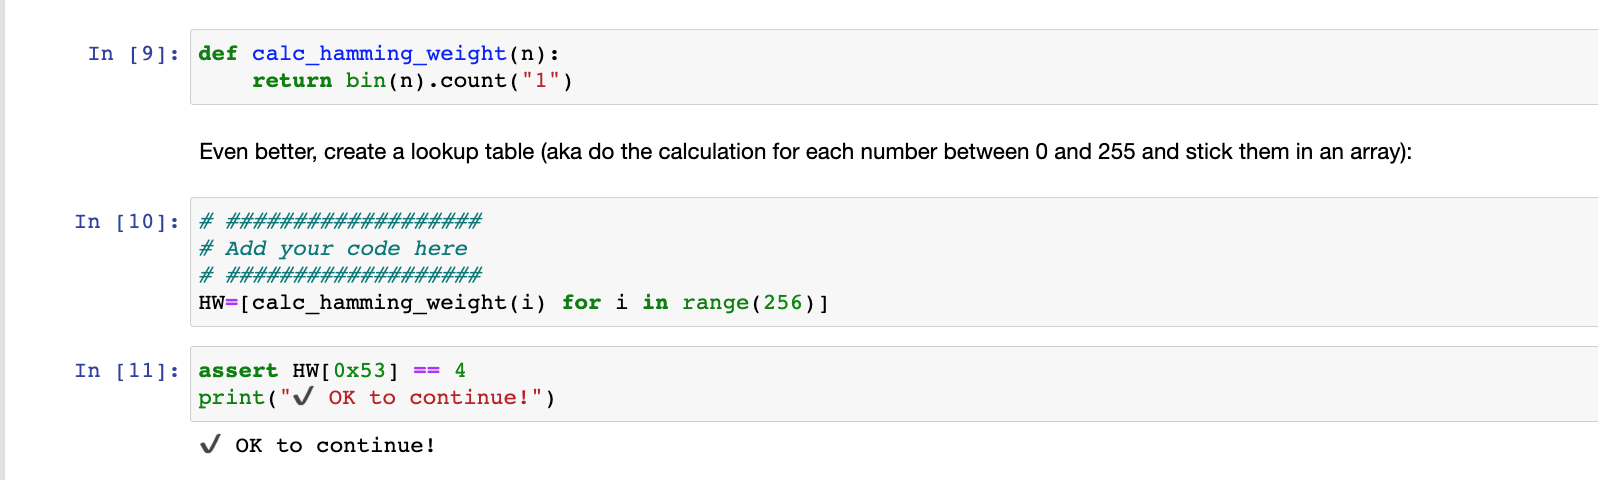 In [9]: def calc_hamming_weight(n):
    return bin(n).count("1")
Even better, create a lookup table (aka do the calculation for each number between 0 and 255 and stick them in an array):
In [10]: # ###################
# Add your code here
# ###################
HW=[calc_hamming_weight(i) for i in range(256)]
In [11]: assert HW[0x53] == 4
print("✔ OK to continue!")
✔ OK to continue!